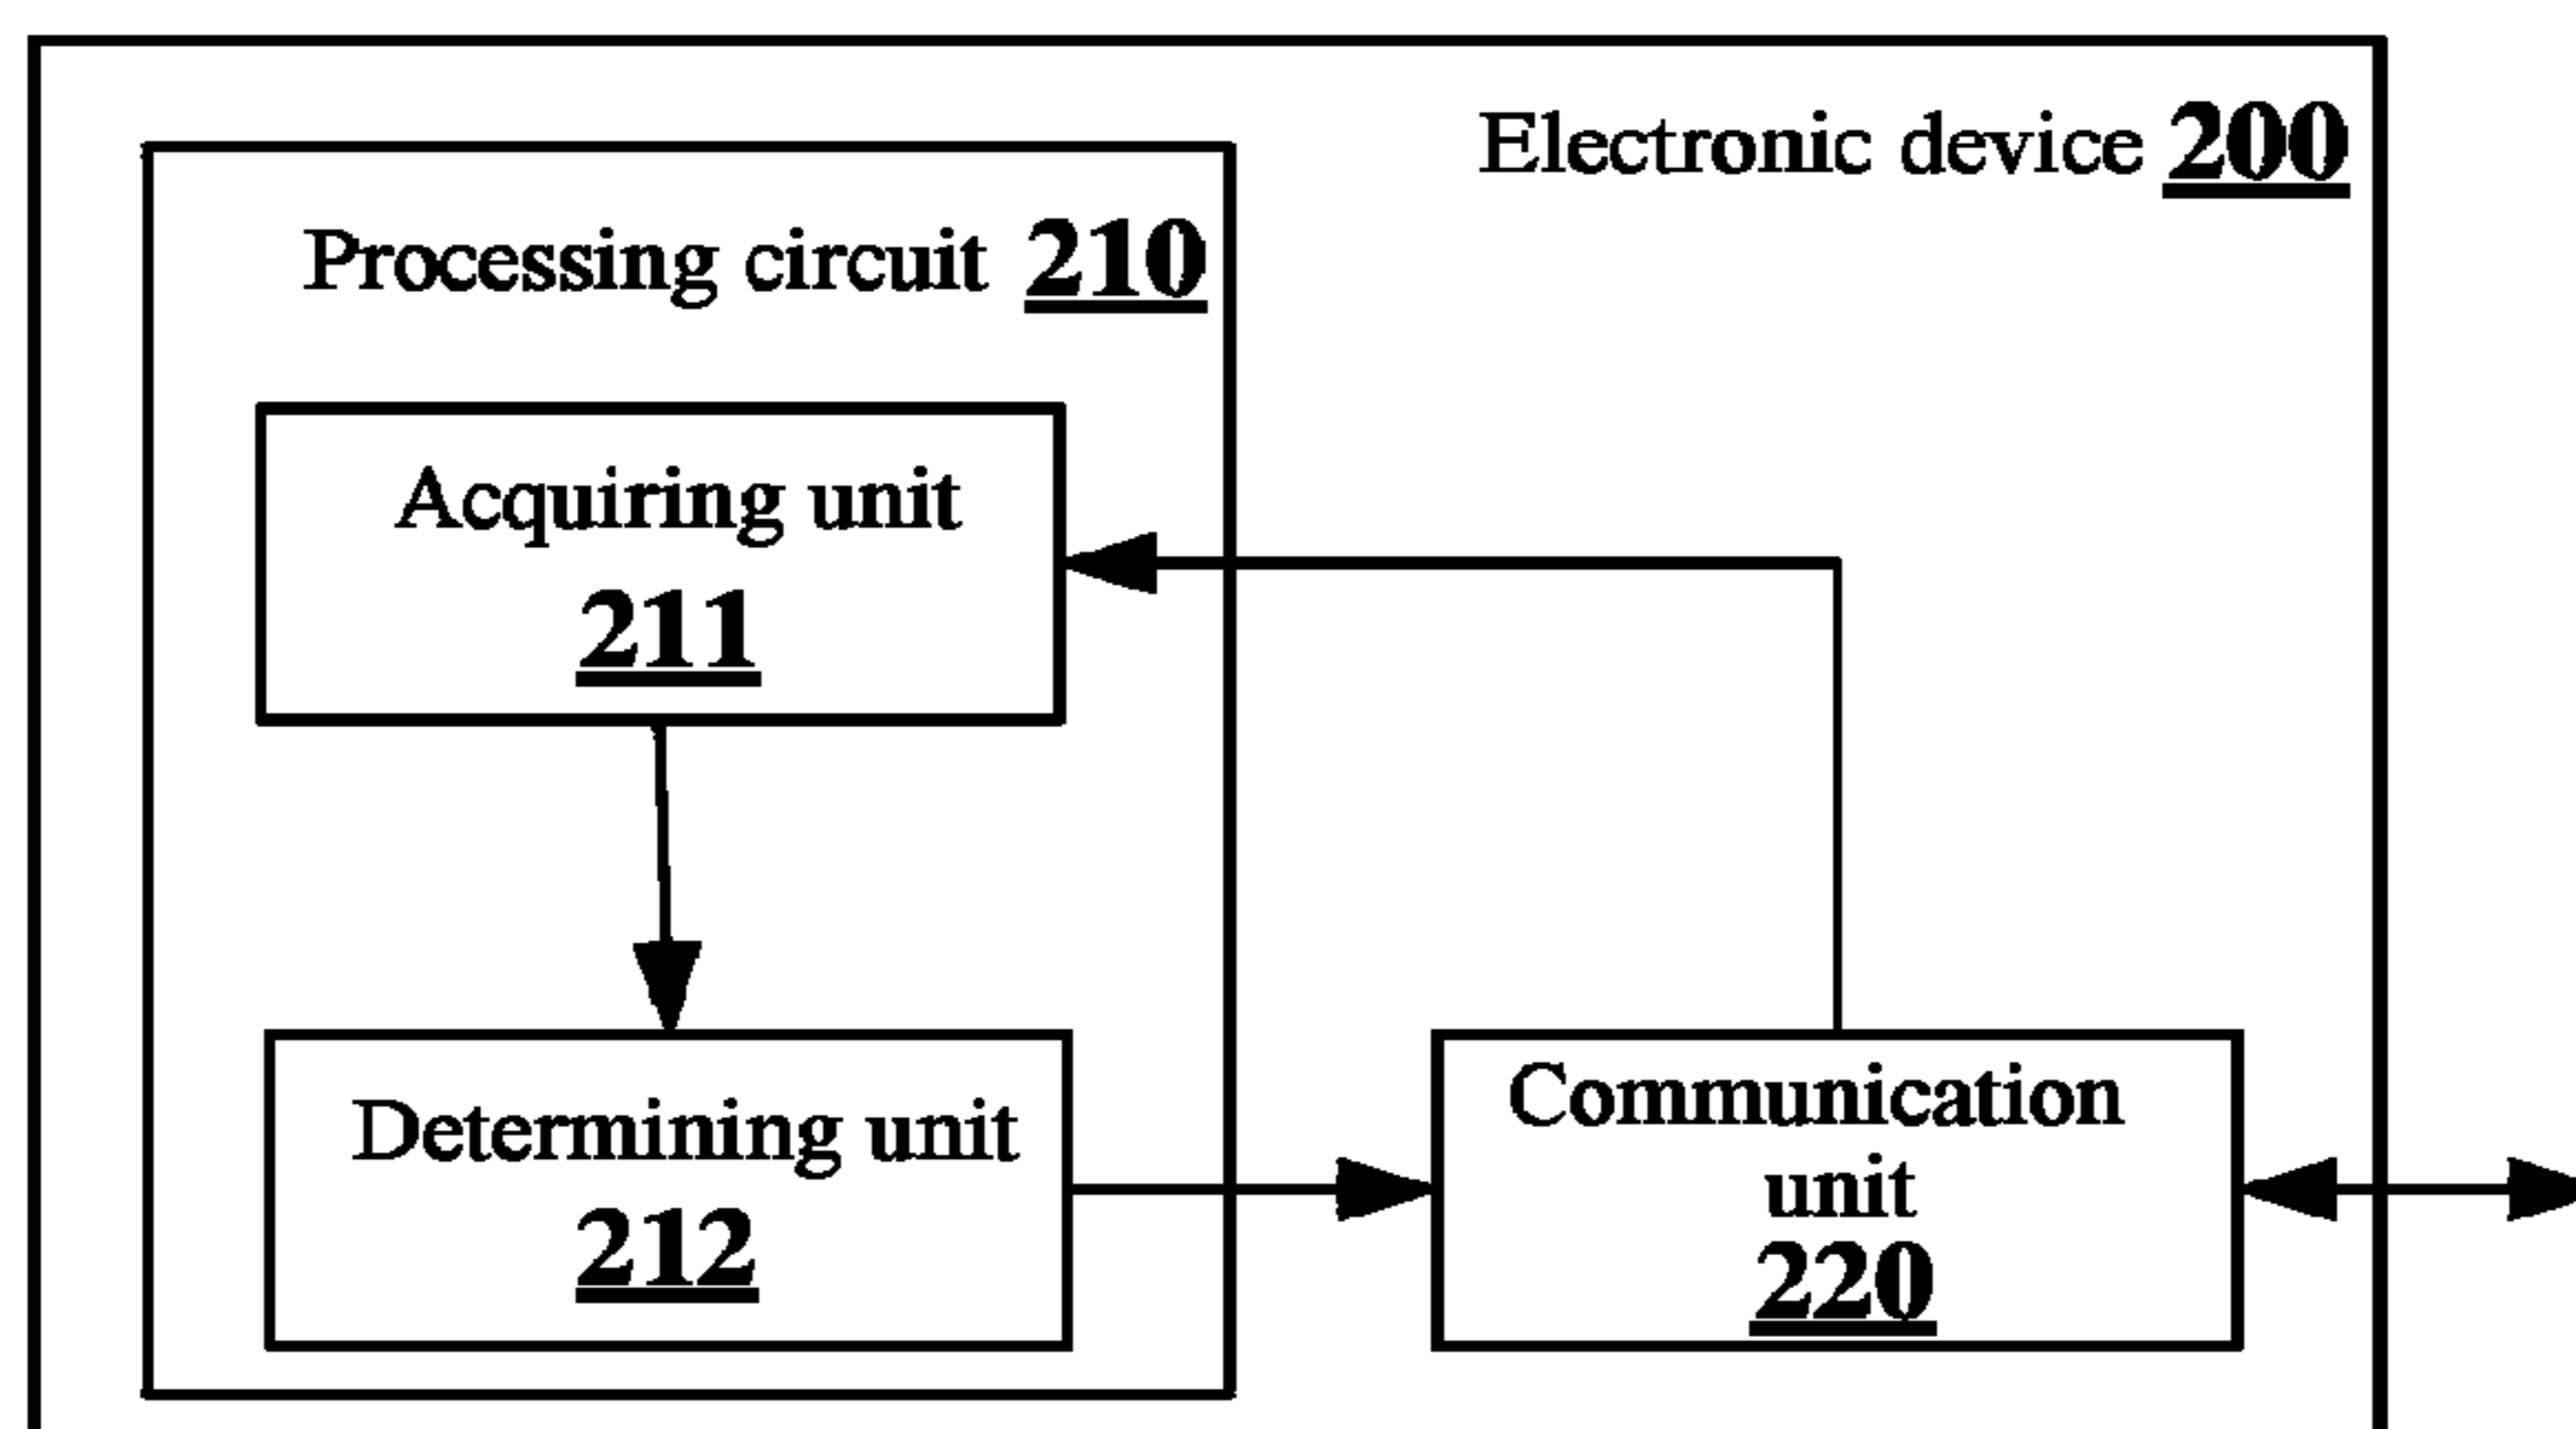 Electronic device 200
Processing circuit 210
Acquiring unit
211
Determining unit
212
Communication
unit
220